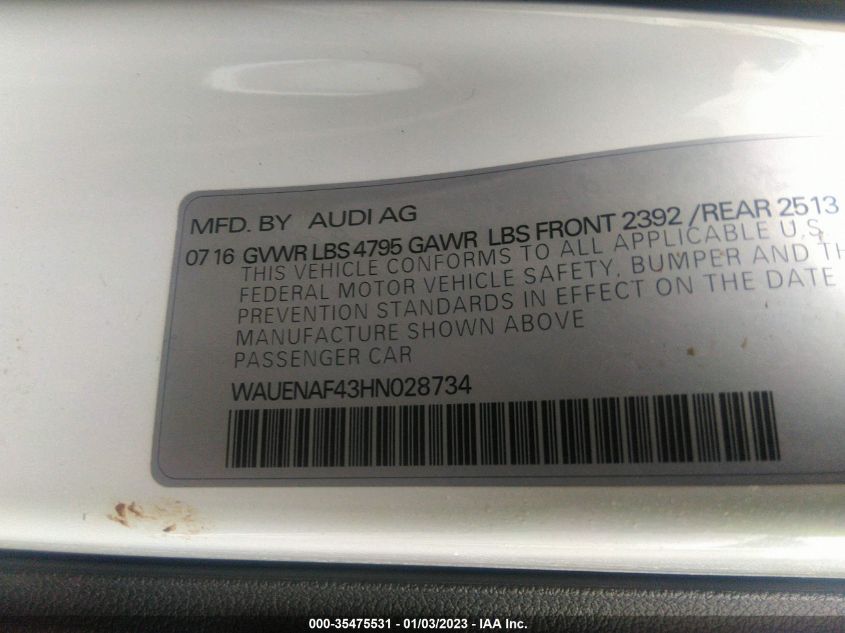 MFD. BY AUDI AG
07 16 GVWR LBS 4795 GAWR LBS FRONT 2392 /REAR 2513
THIS VEHICLE CONFORMS TO ALL APPLICABLE U.S.
FEDERAL MOTOR VEHICLE SAFETY, BUMPER AND TH
PREVENTION STANDARDS IN EFFECT ON THE DATE
MANUFACTURE SHOWN ABOVE
PASSENGER CAR
WAUENAF43HN028734
000-35475531 - 01/03/2023 - IAA Inc.